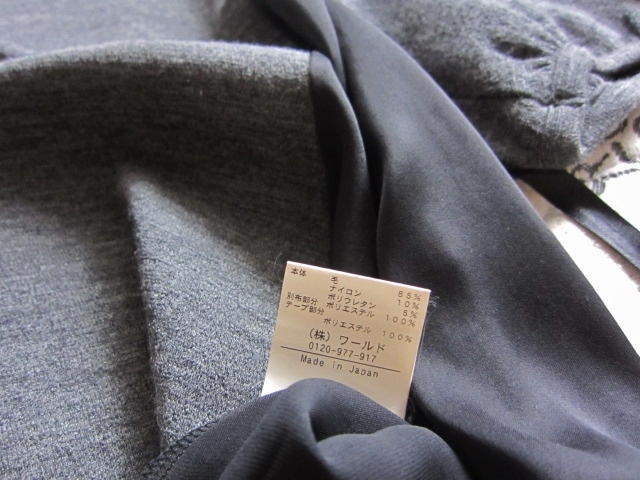 本体 毛 85%
ナイロン 10%
ポリウレタン 5%
別布部分 ポリエステル 100%
テープ部分
ポリエステル 100%
(株) ワールド
0120-977-917
Made in Japan